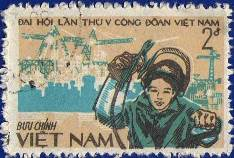 ĐẠI HỘI LẦN THỨ V CÔNG ĐOÀN VIỆT NAM
2đ
BƯU CHÍNH
VIỆT NAM